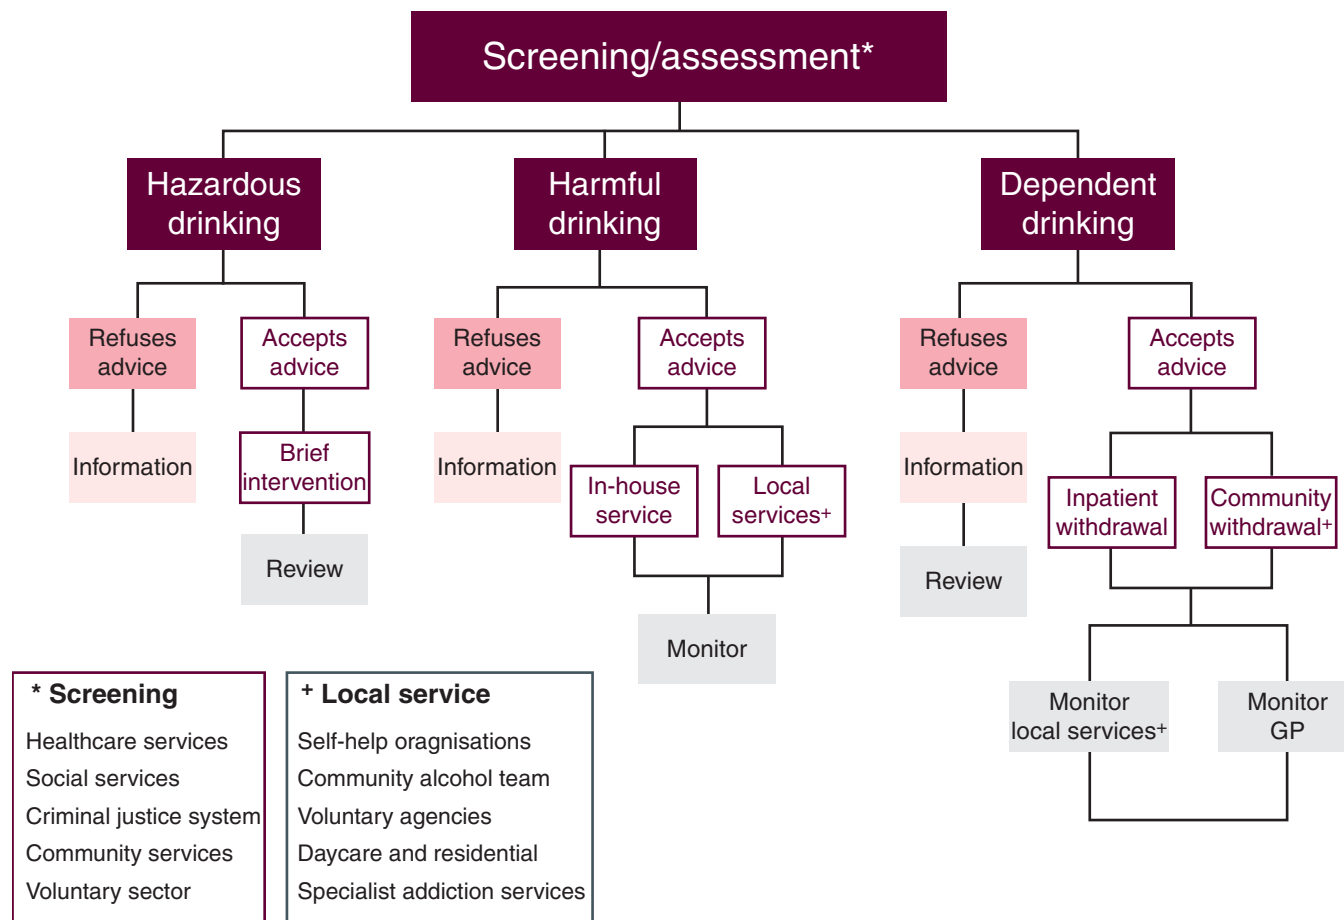 Screening/assessment*
Hazardous
drinking
Harmful
drinking
Dependent
drinking
Refuses
advice
Accepts
advice
Refuses
advice
Accepts
advice
Refuses
advice
Accepts
advice
Information
Brief
intervention
Information
In-house
service
Local
services+
Information
Inpatient
withdrawal
Community
withdrawal+
Review
Monitor
Review
Monitor
local services+
Monitor
GP
* Screening
Healthcare services
Social services
Criminal justice system
Community services
Voluntary sector
+ Local service
Self-help oragnisations
Community alcohol team
Voluntary agencies
Daycare and residential
Specialist addiction services